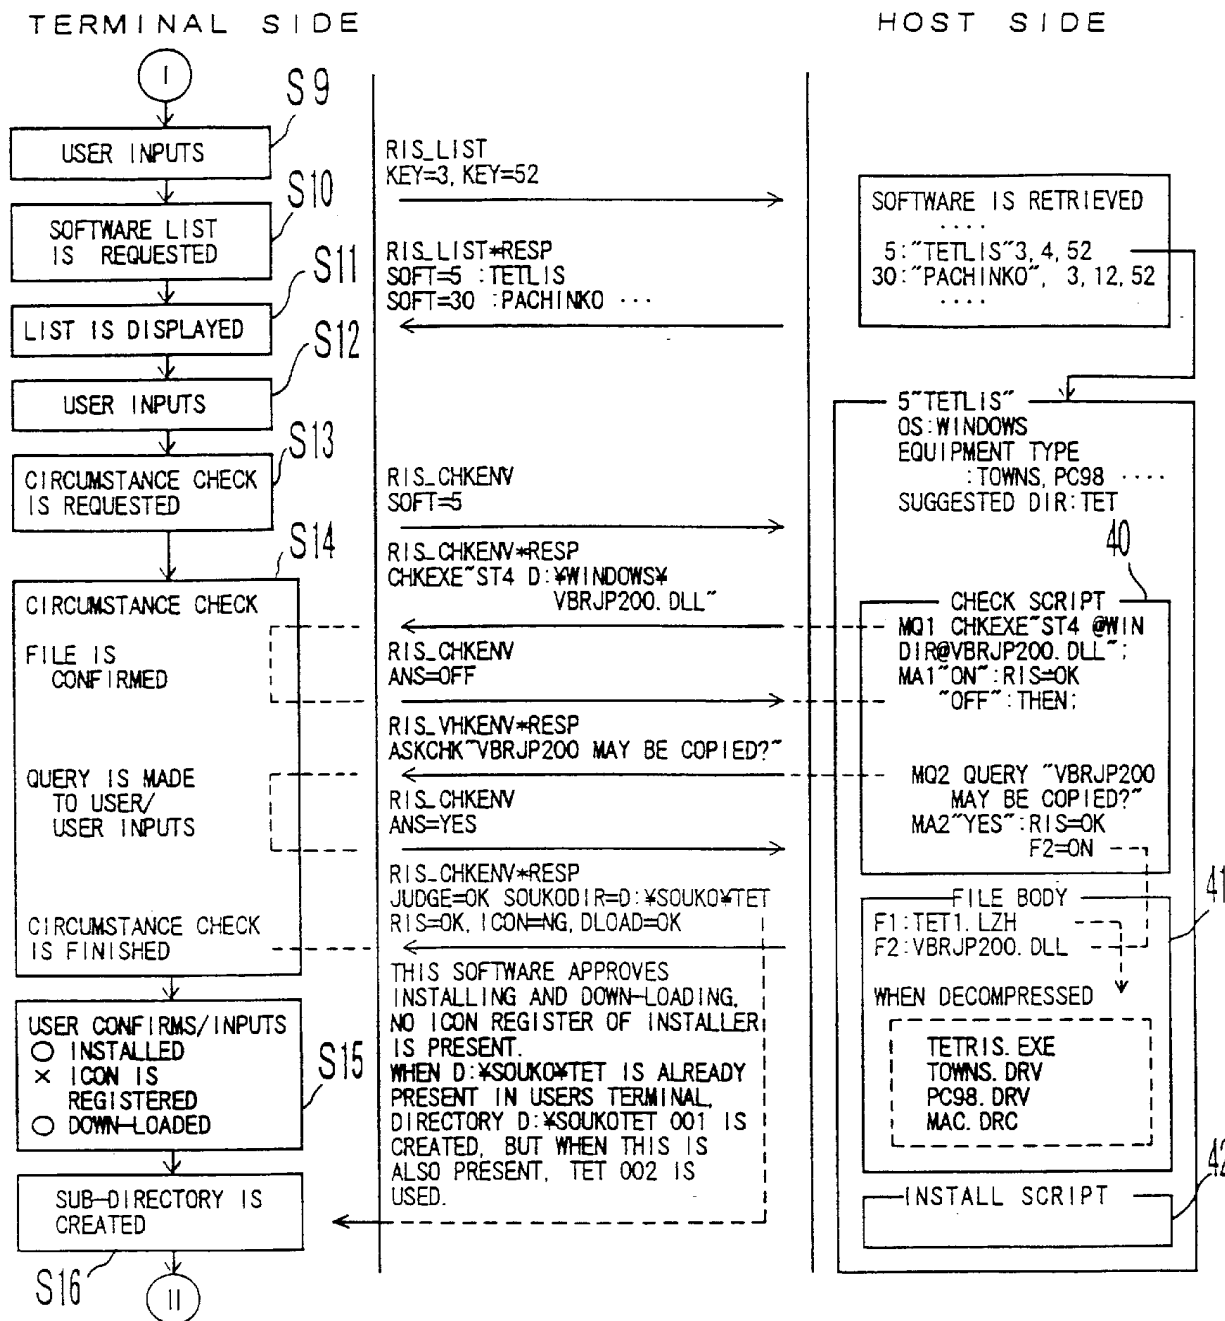 TERMINAL SIDE
HOST SIDE
I
S9
USER INPUTS
S10
SOFTWARE LIST
IS REQUESTED
S11
LIST IS DISPLAYED
S12
USER INPUTS
S13
CIRCUMSTANCE CHECK
IS REQUESTED
S14
CIRCUMSTANCE CHECK
FILE IS
CONFIRMED
QUERY IS MADE
TO USER/
USER INPUTS
CIRCUMSTANCE CHECK
IS FINISHED
USER CONFIRMS/INPUTS
○ INSTALLED
× ICON IS
REGISTERED
○ DOWN-LOADED
S15
SUB-DIRECTORY IS
CREATED
S16
II
RIS_LIST
KEY=3, KEY=52
RIS_LIST*RESP
SOFT=5 :TETLIS
SOFT=30 :PACHINKO ···
RIS_CHKENV
SOFT=5
RIS_CHKENV*RESP
CHKEXE"ST4 D:¥WINDOWS¥
VBRJP200.DLL"
RIS_CHKENV
ANS=OFF
RIS_VHKENV*RESP
ASKCHK"VBRJP200 MAY BE COPIED?"
RIS_CHKENV
ANS=YES
RIS_CHKENV*RESP
JUDGE=OK SOUKODIR=D:¥SOUKO¥TET
RIS=OK, ICON=NG, DLOAD=OK
THIS SOFTWARE APPROVES
INSTALLING AND DOWN-LOADING,
NO ICON REGISTER OF INSTALLER
IS PRESENT.
WHEN D:¥SOUKO¥TET IS ALREADY
PRESENT IN USERS TERMINAL,
DIRECTORY D:¥SOUKOTET 001 IS
CREATED, BUT WHEN THIS IS
ALSO PRESENT, TET 002 IS
USED.
SOFTWARE IS RETRIEVED
····
5:"TETLIS"3, 4, 52
30:"PACHINKO", 3, 12, 52
····
5"TETLIS"
OS:WINDOWS
EQUIPMENT TYPE
:TOWNS, PC98 ····
SUGGESTED DIR:TET
40
CHECK SCRIPT
MQ1 CHKEXE"ST4 @WIN
DIR@VBRJP200.DLL";
MA1"ON":RIS=OK
"OFF":THEN;
MQ2 QUERY "VBRJP200
MAY BE COPIED?"
MA2"YES":RIS=OK
F2=ON
41
FILE BODY
F1:TET1.LZH
F2:VBRJP200.DLL
WHEN DECOMPRESSED
TETRIS.EXE
TOWNS.DRV
PC98.DRV
MAC.DRC
42
INSTALL SCRIPT